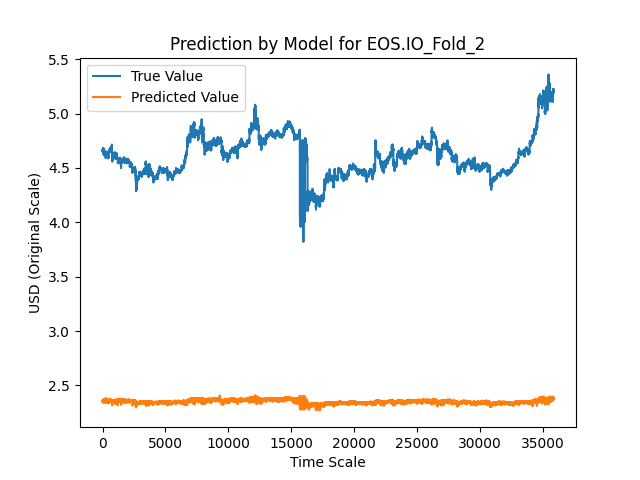 Prediction by Model for EOS.IO_Fold_2
True Value
Predicted Value
USD (Original Scale)
5.5
5.0
4.5
4.0
3.5
3.0
2.5
0 5000 10000 15000 20000 25000 30000 35000
Time Scale